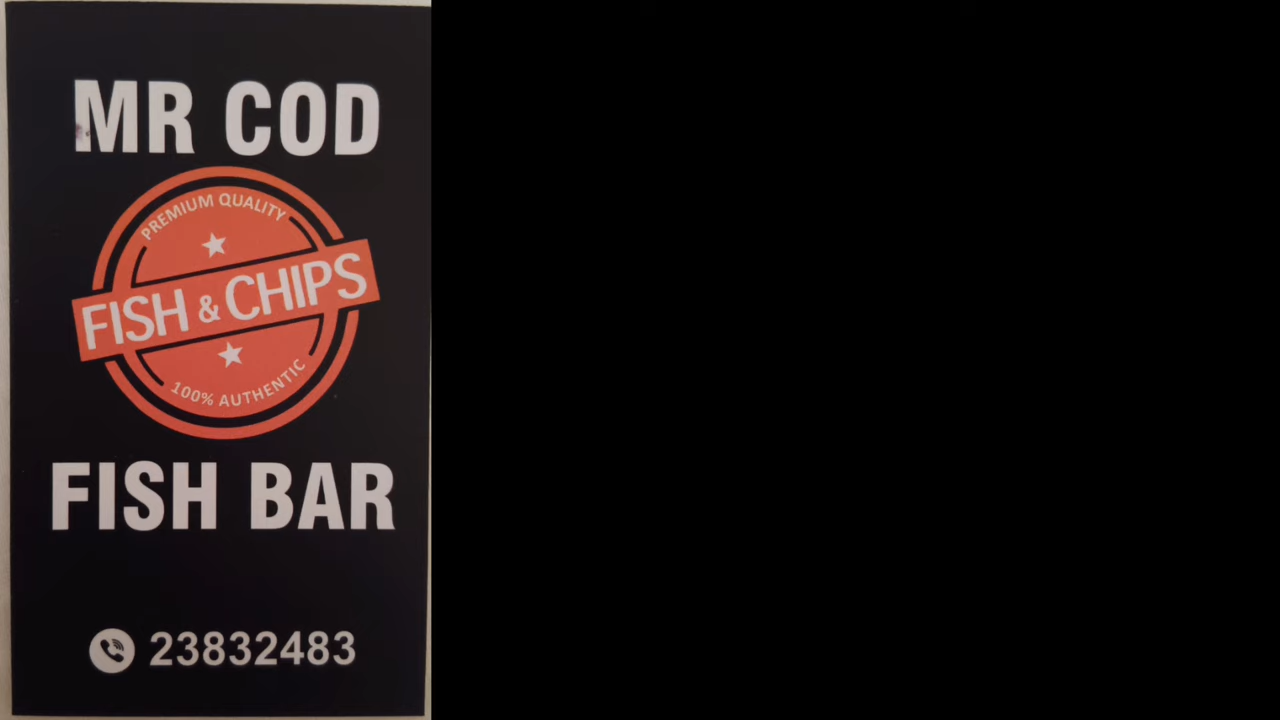 MR COD
PREMIUM QUALITY
FISH & CHIPS
100% AUTHENTIC
FISH BAR
23832483